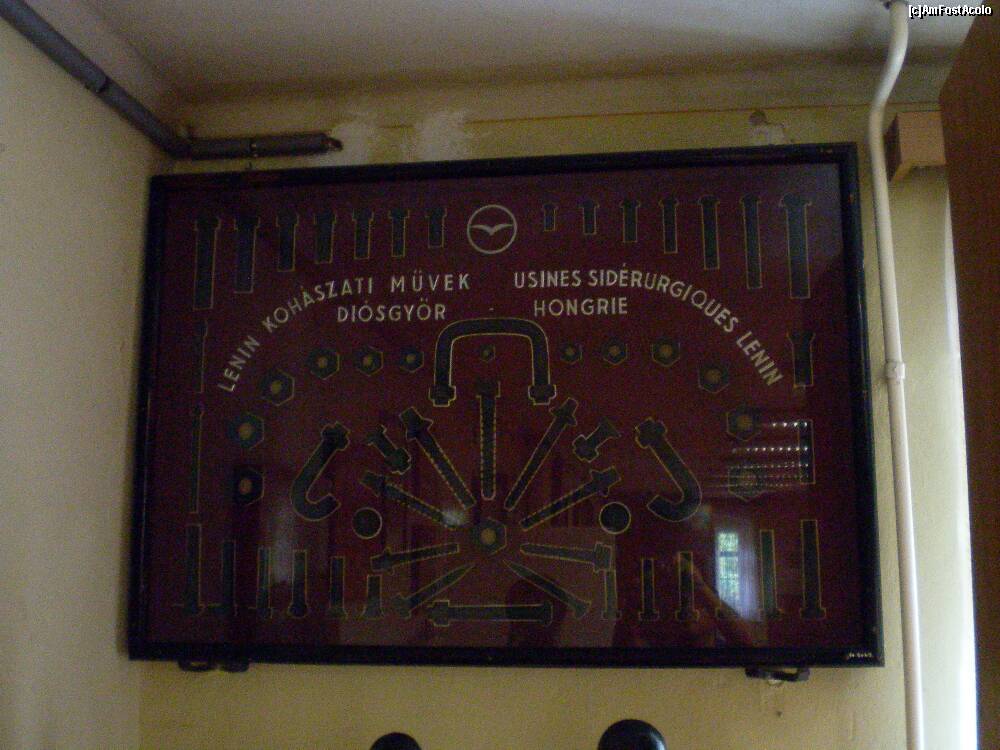 [c]AmFostAcolo
LENIN KOHÁSZATI MÜVEK
DIÓSGYÖR
USINES SIDÉRURGIQUES LENIN
HONGRIE